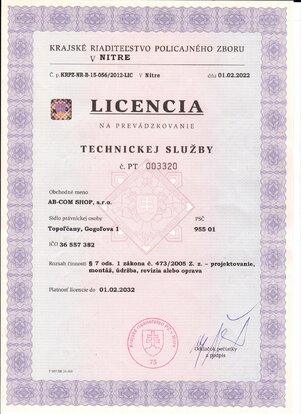 KRAJSKÉ RIADITEĽSTVO POLICAJNÉHO ZBORU
V NITRE
Č. p. KRPZ-NR-B-15-056/2012-LIC V Nitre dňa 01.02.2022
LICENCIA
NA PREVÁDZKOVANIE
TECHNICKEJ SLUŽBY
č. PT 003320
Obchodné meno
AB-COM SHOP, s.r.o.
Sídlo právnickej osoby PSČ
Topoľčany, Gogoľova 1 955 01
IČO 36 557 382
Rozsah činnosti § 7 ods. 1 zákona č. 473/2005 Z. z. – projektovanie,
montáž, údržba, revízia alebo oprava
Platnosť licencie do 01.02.2032
Odtlačok pečiatky
a podpis